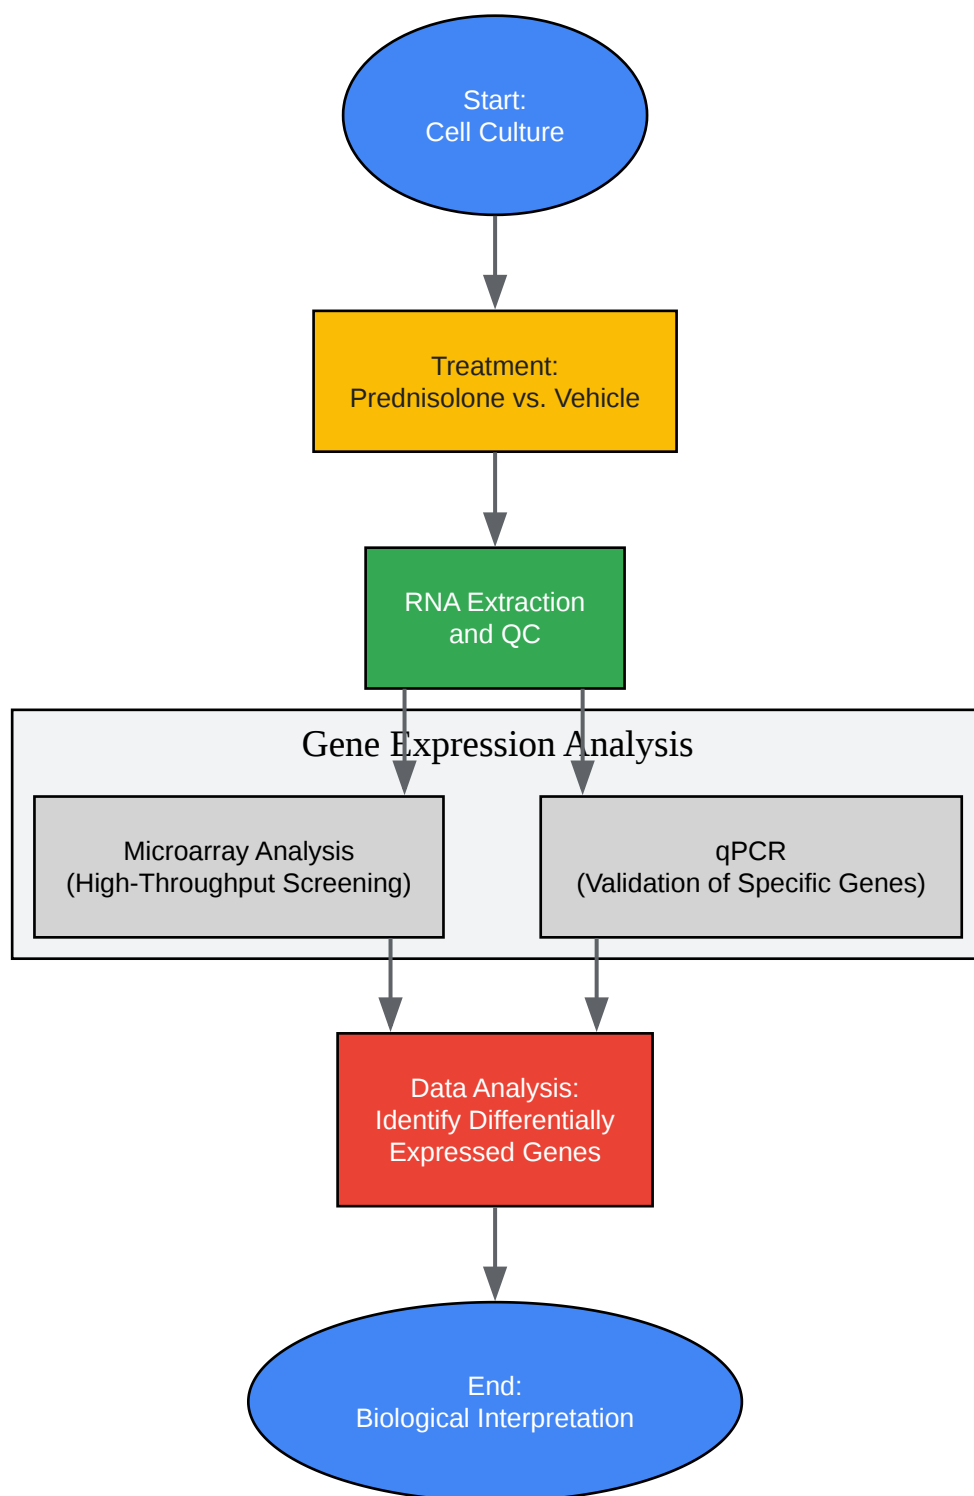 Start:
Cell Culture
Treatment:
Prednisolone vs. Vehicle
RNA Extraction
and QC
Gene Expression Analysis
Microarray Analysis
(High-Throughput Screening)
qPCR
(Validation of Specific Genes)
Data Analysis:
Identify Differentially
Expressed Genes
End:
Biological Interpretation